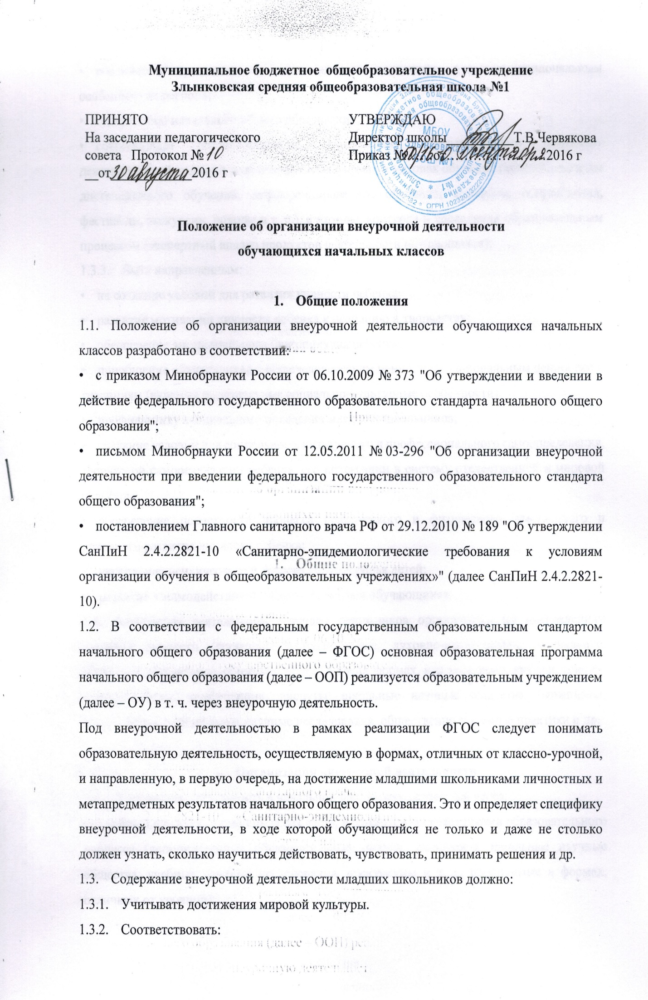 Муниципальное бюджетное общеобразовательное учреждение
Злынковская средняя общеобразовательная школа №1
ПРИНЯТО
На заседании педагогического
совета Протокол № 10
__от 30 августа 2016 г
УТВЕРЖДАЮ
Директор школы__________Т.В.Червякова
Приказ № от сентября 2016 г
МБОУ
Злынковская
СОШ №1
ОГРН 1023201322209
Положение об организации внеурочной деятельности
обучающихся начальных классов
1. Общие положения
1.1. Положение об организации внеурочной деятельности обучающихся начальных
классов разработано в соответствий:
• с приказом Минобрнауки России от 06.10.2009 № 373 "Об утверждении и введении в
действие федерального государственного образовательного стандарта начального общего
образования";
• письмом Минобрнауки России от 12.05.2011 № 03-296 "Об организации внеурочной
деятельности при введении федерального государственного образовательного стандарта
общего образования";
• постановлением Главного санитарного врача РФ от 29.12.2010 № 189 "Об утверждении
СанПиН 2.4.2.2821-10 «Санитарно-эпидемиологические требования к условиям
организации обучения в общеобразовательных учреждениях»" (далее СанПиН 2.4.2.2821-
10).
1.2. В соответствии с федеральным государственным образовательным стандартом
начального общего образования (далее – ФГОС) основная образовательная программа
начального общего образования (далее – ООП) реализуется образовательным учреждением
(далее – ОУ) в т. ч. через внеурочную деятельность.
Под внеурочной деятельностью в рамках реализации ФГОС следует понимать
образовательную деятельность, осуществляемую в формах, отличных от классно-урочной,
и направленную, в первую очередь, на достижение младшими школьниками личностных и
метапредметных результатов начального общего образования. Это и определяет специфику
внеурочной деятельности, в ходе которой обучающийся не только и даже не столько
должен узнать, сколько научиться действовать, чувствовать, принимать решения и др.
1.3. Содержание внеурочной деятельности младших школьников должно:
1.3.1. Учитывать достижения мировой культуры.
1.3.2. Соответствовать: